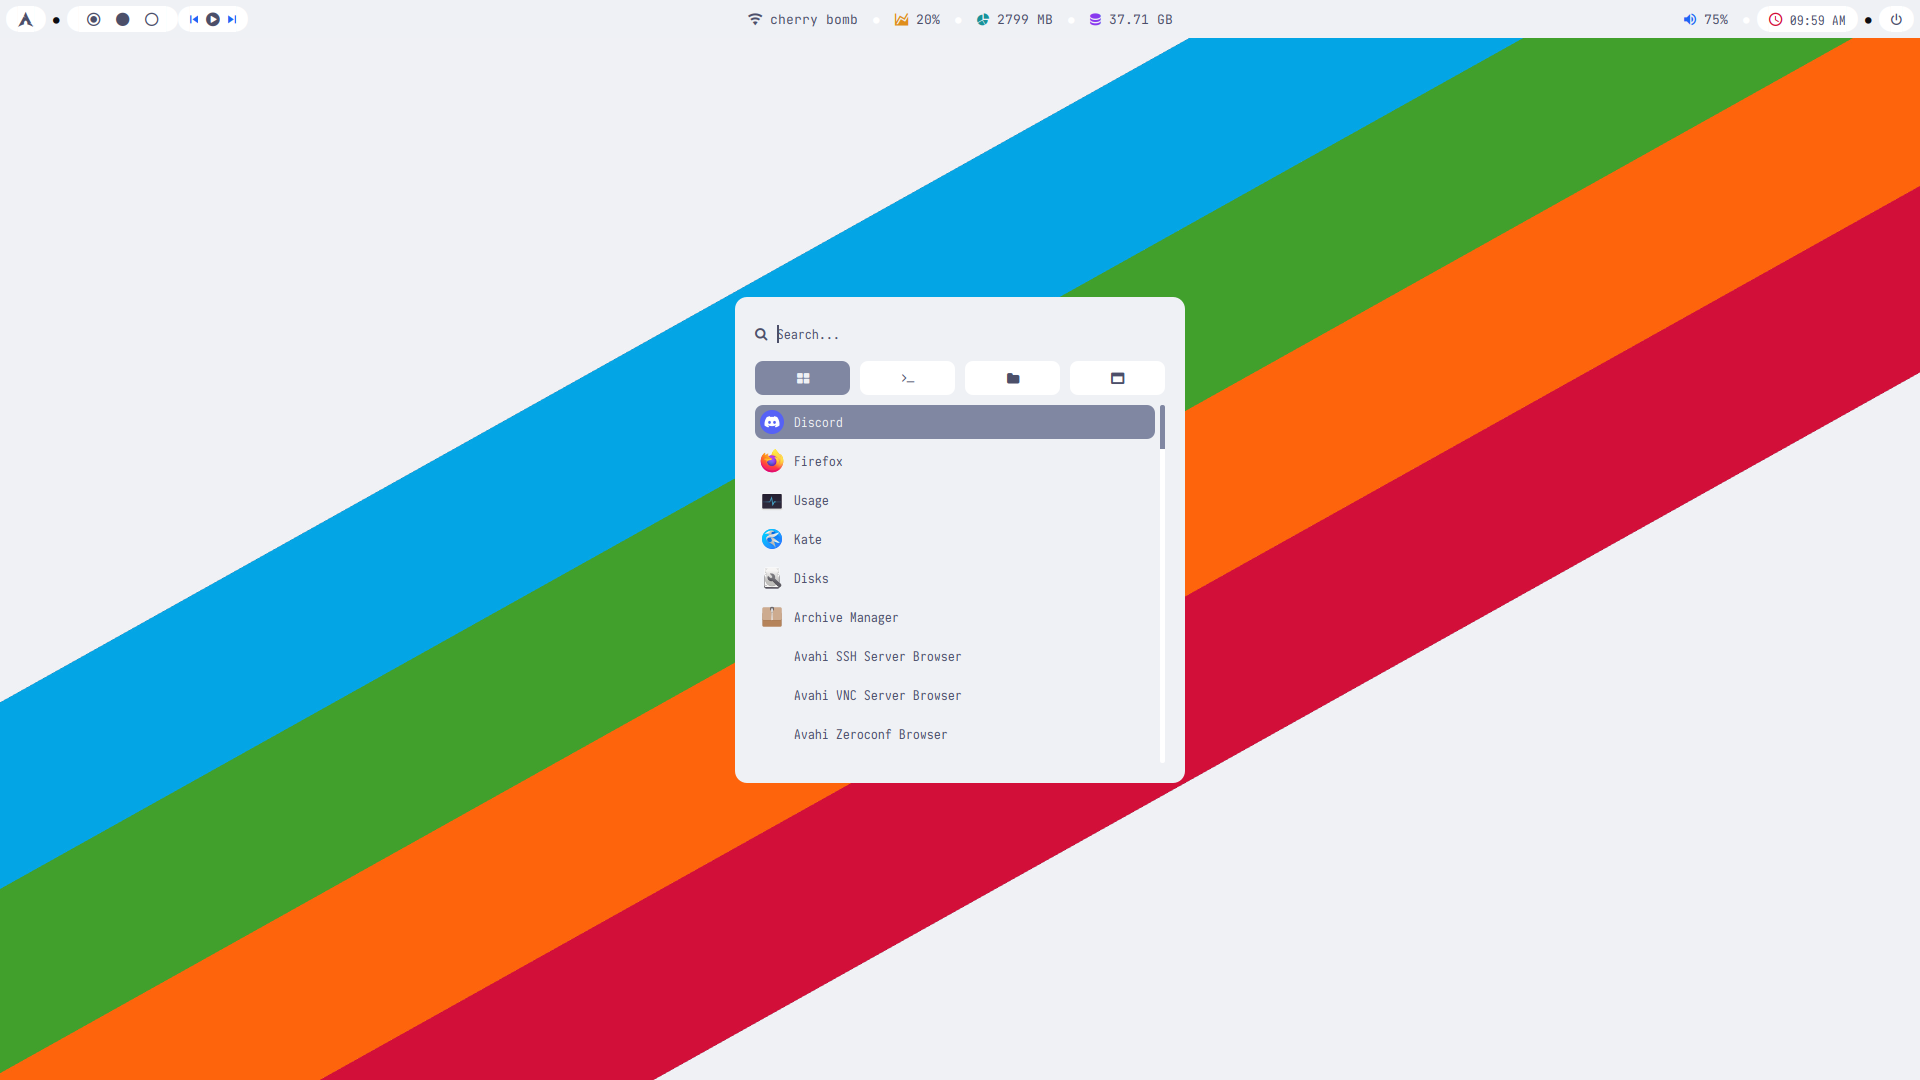 cherry bomb 20% 2799 MB 37.71 GB 75% 09:59 AM
Search...
Discord
Firefox
Usage
Kate
Disks
Archive Manager
Avahi SSH Server Browser
Avahi VNC Server Browser
Avahi Zeroconf Browser